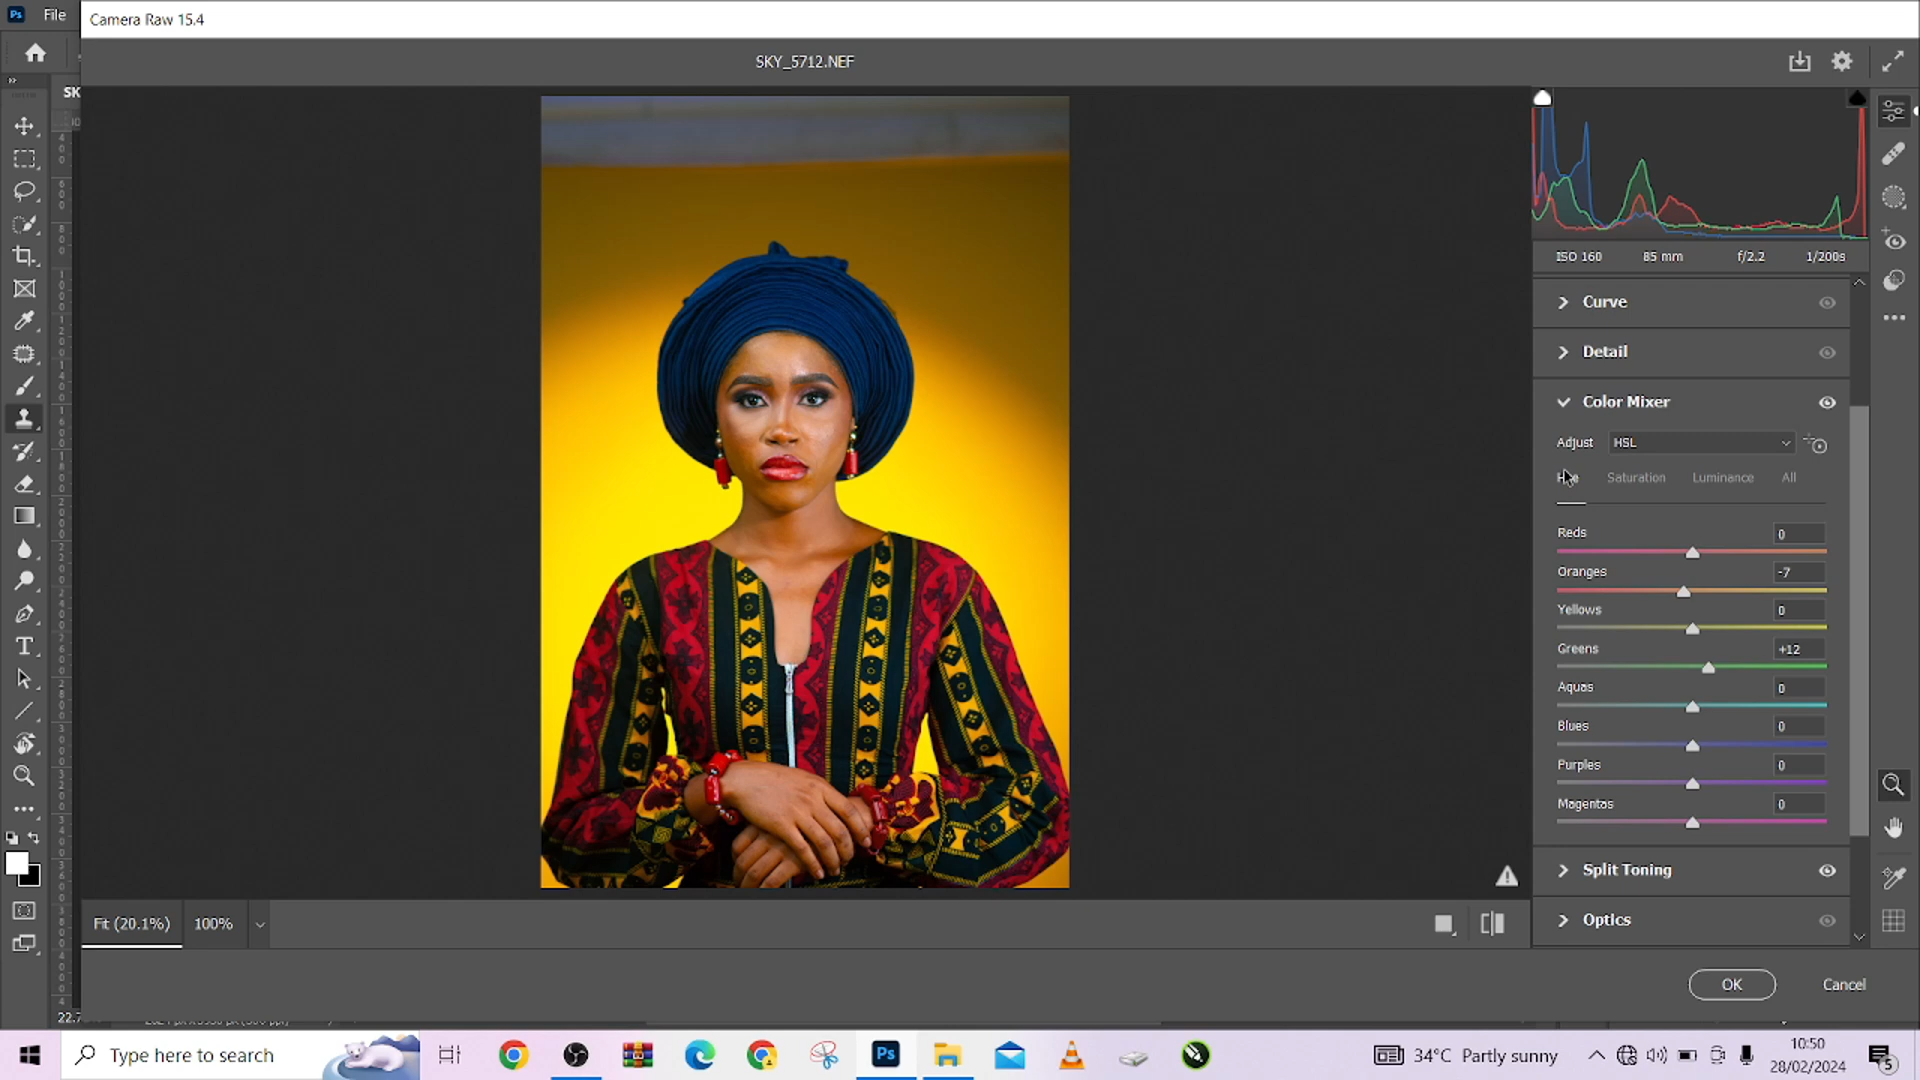 Ps File
Camera Raw 15.4
SKY_5712.NEF
SK
ISO 160 85 mm f/2.2 1/200s
Curve
Detail
Color Mixer
Adjust HSL
Saturation Luminance All
Reds 0
Oranges -7
Yellows 0
Greens +12
Aquas 0
Blues 0
Purples 0
Magentas 0
Split Toning
Optics
Fit (20.1%) 100%
OK Cancel
Type here to search
Ps
34°C Partly sunny
10:50
28/02/2024
5